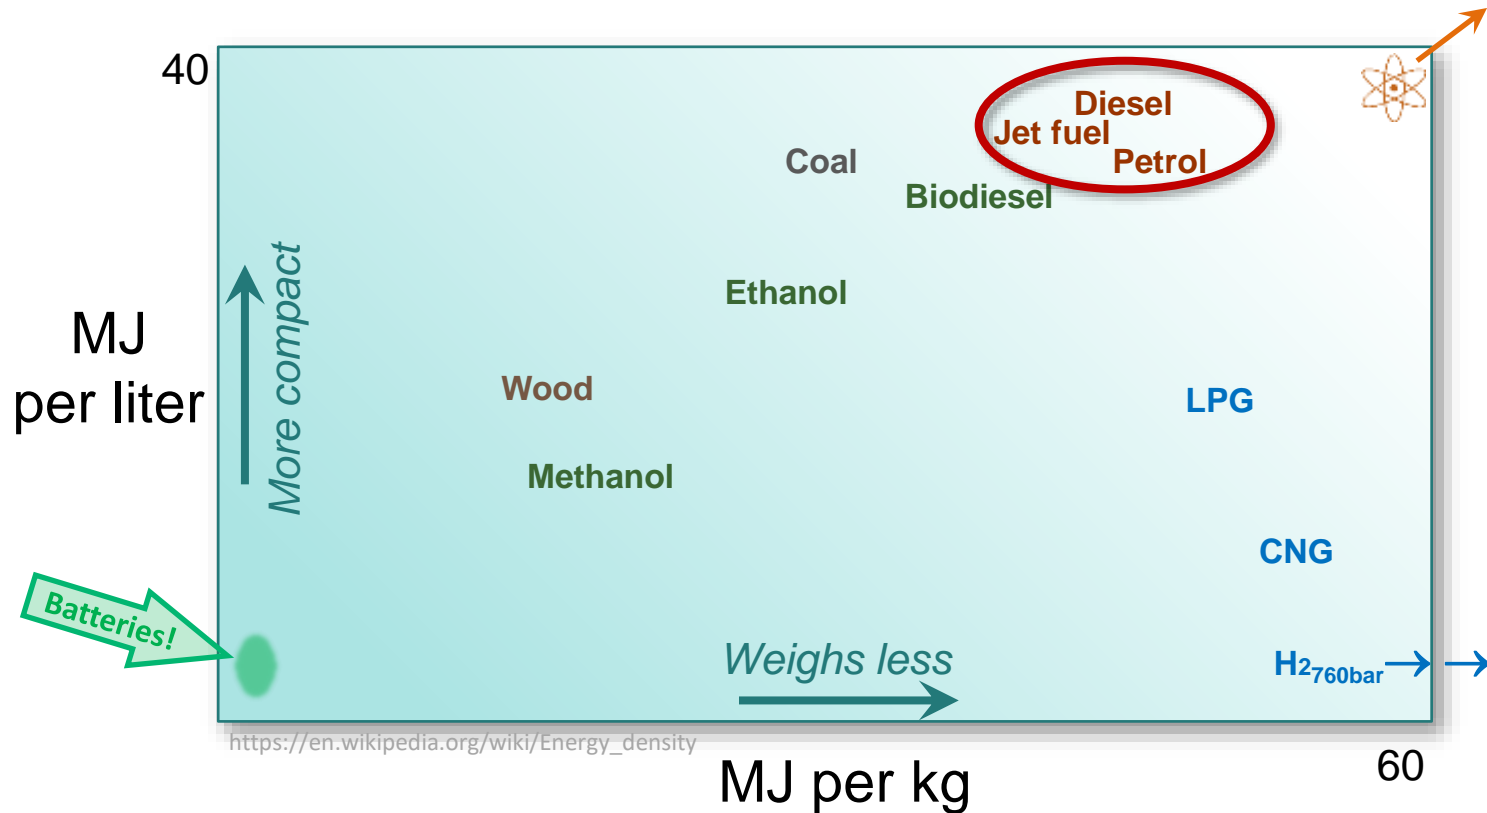 40
Diesel
Jet fuel
Petrol
Coal
Biodiesel
More compact
Ethanol
MJ
per liter
Wood
LPG
Methanol
CNG
Batteries!
Weighs less
H2760bar
https://en.wikipedia.org/wiki/Energy_density
60
MJ per kg